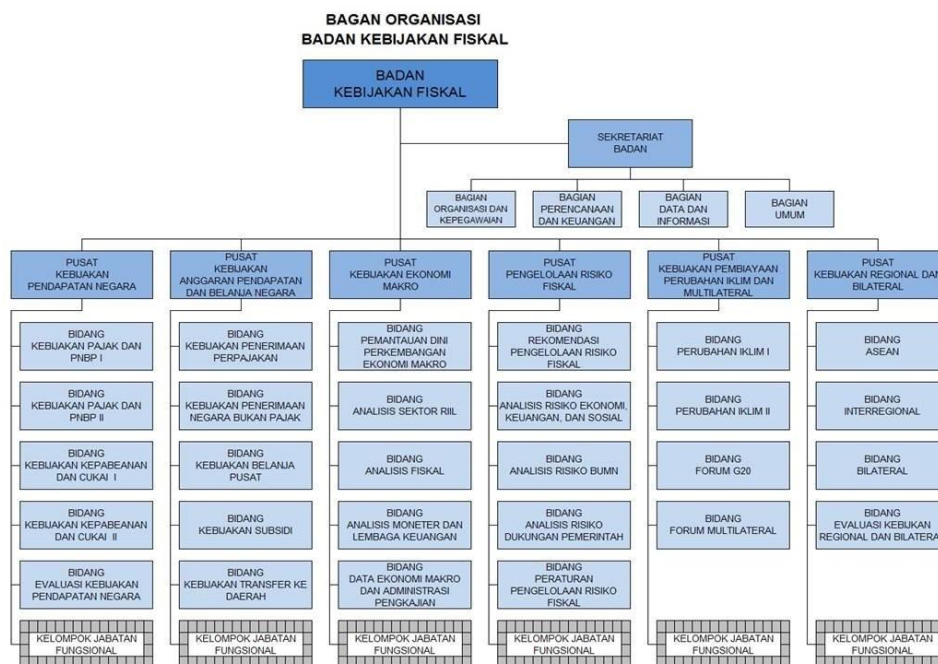 BAGAN ORGANISASI
BADAN KEBIJAKAN FISKAL
BADAN
KEBIJAKAN FISKAL
SEKRETARIAT
BADAN
BAGIAN
ORGANISASI DAN
KEPEGAWAIAN
BAGIAN
PERENCANAAN
DAN KEUANGAN
BAGIAN
DATA DAN
INFORMASI
BAGIAN
UMUM
PUSAT
KEBIJAKAN
PENDAPATAN NEGARA
PUSAT
KEBIJAKAN
ANGGARAN PENDAPATAN
DAN BELANJA NEGARA
PUSAT
KEBIJAKAN EKONOMI
MAKRO
PUSAT
PENGELOLAAN RISIKO
FISKAL
PUSAT
KEBIJAKAN PEMBIAYAAN
PERUBAHAN IKLIM DAN
MULTILATERAL
PUSAT
KEBIJAKAN REGIONAL DAN
BILATERAL
BIDANG
KEBIJAKAN PAJAK DAN
PNBP I
BIDANG
KEBIJAKAN PAJAK DAN
PNBP II
BIDANG
KEBIJAKAN KEPABEANAN
DAN CUKAI I
BIDANG
KEBIJAKAN KEPABEANAN
DAN CUKAI II
BIDANG
EVALUASI KEBIJAKAN
PENDAPATAN NEGARA
KELOMPOK JABATAN
FUNGSIONAL
BIDANG
KEBIJAKAN PENERIMAAN
PERPAJAKAN
BIDANG
KEBIJAKAN PENERIMAAN
NEGARA BUKAN PAJAK
BIDANG
KEBIJAKAN BELANJA
PUSAT
BIDANG
KEBIJAKAN SUBSIDI
BIDANG
KEBIJAKAN TRANSFER KE
DAERAH
KELOMPOK JABATAN
FUNGSIONAL
BIDANG
PEMANTAUAN DINI
PERKEMBANGAN
EKONOMI MAKRO
BIDANG
ANALISIS SEKTOR RIIL
BIDANG
ANALISIS FISKAL
BIDANG
ANALISIS MONETER DAN
LEMBAGA KEUANGAN
BIDANG
DATA EKONOMI MAKRO
DAN ADMINISTRASI
PENGKAJIAN
KELOMPOK JABATAN
FUNGSIONAL
BIDANG
REKOMENDASI
PENGELOLAAN RISIKO
FISKAL
BIDANG
ANALISIS RISIKO EKONOMI,
KEUANGAN, DAN SOSIAL
BIDANG
ANALISIS RISIKO BUMN
BIDANG
ANALISIS RISIKO
DUKUNGAN PEMERINTAH
BIDANG
PERATURAN
PENGELOLAAN RISIKO
FISKAL
KELOMPOK JABATAN
FUNGSIONAL
BIDANG
PERUBAHAN IKLIM I
BIDANG
PERUBAHAN IKLIM II
BIDANG
FORUM G20
BIDANG
FORUM MULTILATERAL
KELOMPOK JABATAN
FUNGSIONAL
BIDANG
ASEAN
BIDANG
INTERREGIONAL
BIDANG
BILATERAL
BIDANG
EVALUASI KEBIJKAN
REGIONAL DAN BILATERAL
KELOMPOK JABATAN
FUNGSIONAL